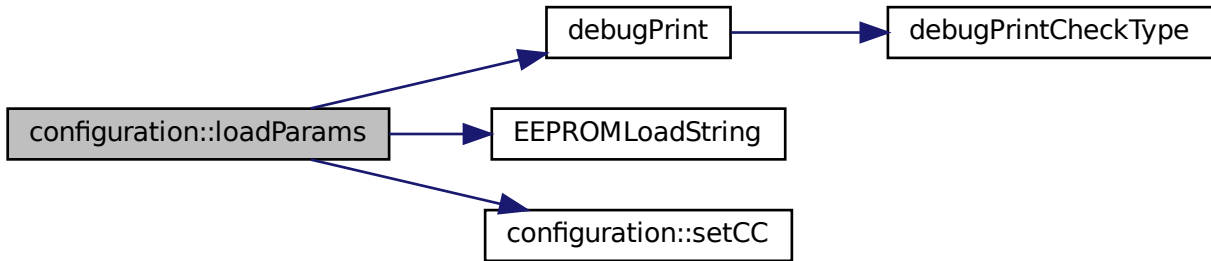 debugPrint
debugPrintCheckType
configuration::loadParams
EEPROMLoadString
configuration::setCC